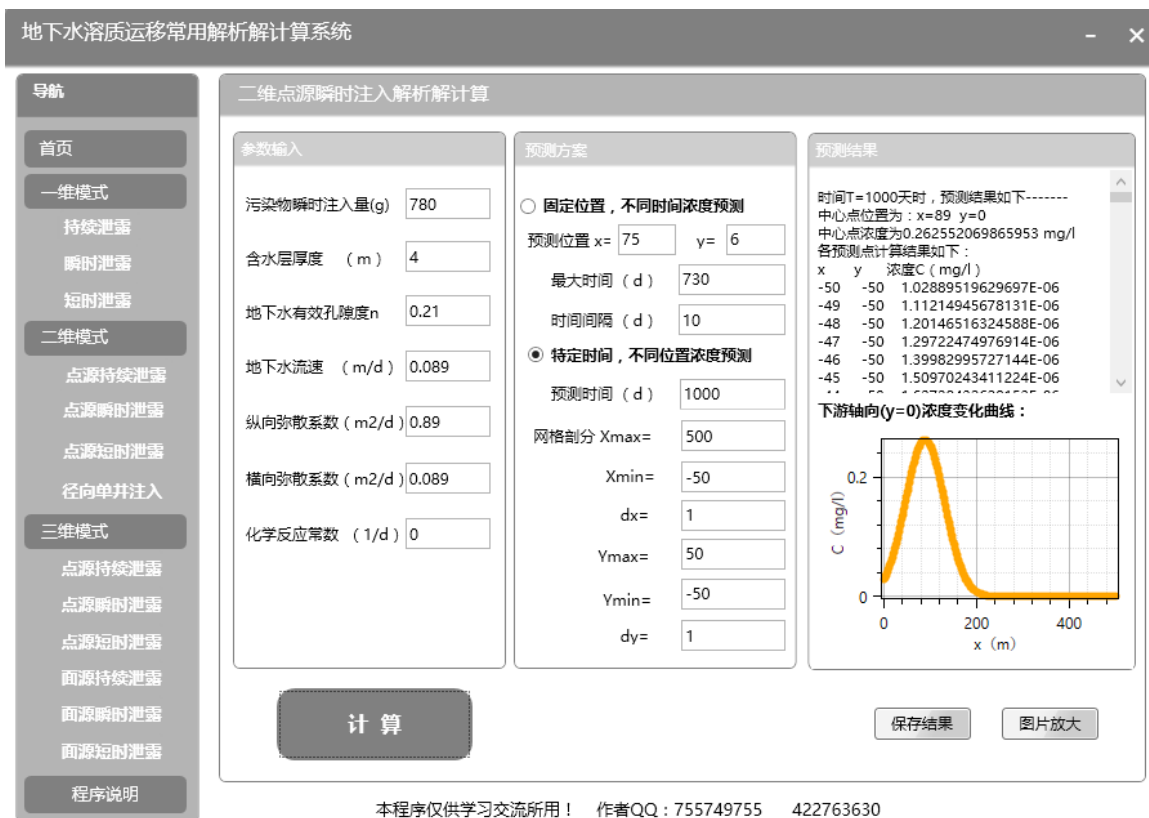 地下水溶质运移常用解析解计算系统
导航
首页
一维模式
持续泄露
瞬时泄露
短时泄露
二维模式
点源持续泄露
点源瞬时泄露
点源短时泄露
径向单井注入
三维模式
点源持续泄露
点源瞬时泄露
点源短时泄露
面源持续泄露
面源瞬时泄露
面源短时泄露
程序说明
二维点源瞬时注入解析解计算
参数输入
污染物瞬时注入量(g) 780
含水层厚度 (m) 4
地下水有效孔隙度n 0.21
地下水流速 (m/d) 0.089
纵向弥散系数(m2/d) 0.89
横向弥散系数(m2/d) 0.089
化学反应常数 (1/d) 0
预测方案
固定位置,不同时间浓度预测
预测位置 x= 75 y= 6
最大时间(d) 730
时间间隔(d) 10
特定时间,不同位置浓度预测
预测时间(d) 1000
网格剖分 Xmax= 500
Xmin= -50
dx= 1
Ymax= 50
Ymin= -50
dy= 1
预测结果
时间T=1000天时,预测结果如下-------
中心点位置为:x=89 y=0
中心点浓度为0.262552069865953 mg/l
各预测点计算结果如下:
x y 浓度C(mg/l)
-50 -50 1.02889519629697E-06
-49 -50 1.11214945678131E-06
-48 -50 1.20146516324588E-06
-47 -50 1.29722474976914E-06
-46 -50 1.39982995727144E-06
-45 -50 1.50970243411224E-06
下游轴向(y=0)浓度变化曲线:
C (mg/l)
0.2
0
0 200 400
x (m)
计 算
保存结果 图片放大
本程序仅供学习交流所用! 作者QQ:755749755 422763630